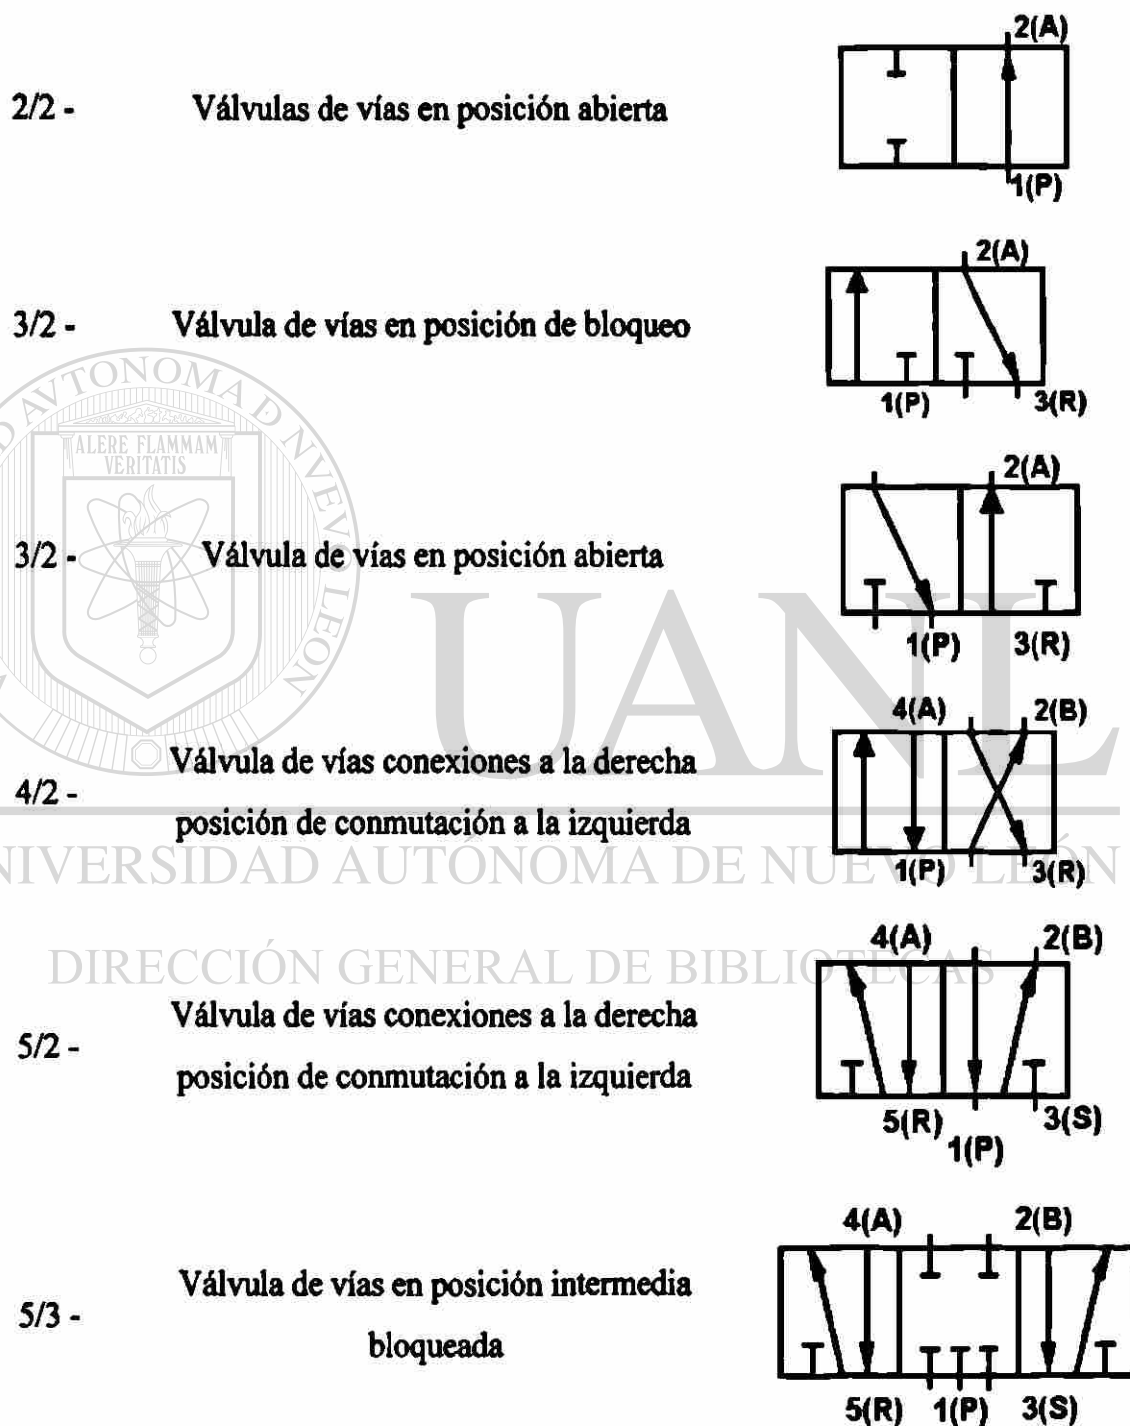 2(A)
2/2 - Válvulas de vías en posición abierta
1(P)
2(A)
3/2 - Válvula de vías en posición de bloqueo
1(P) 3(R)
2(A)
3/2 - Válvula de vías en posición abierta
1(P) 3(R)
4(A) 2(B)
Válvula de vías conexiones a la derecha
4/2 -
posición de conmutación a la izquierda
1(P) 3(R)
4(A) 2(B)
Válvula de vías conexiones a la derecha
5/2 -
posición de conmutación a la izquierda
5(R) 3(S)
1(P)
4(A) 2(B)
Válvula de vías en posición intermedia
5/3 -
bloqueada
5(R) 1(P) 3(S)
ALERE FLAMMAM
VERITATIS
UANL
NIVERSIDAD AUTÓNOMA DE NUEVO LEÓN
DIRECCIÓN GENERAL DE BIBLIOTECAS
D AVTONOMA D NVEVO LEON